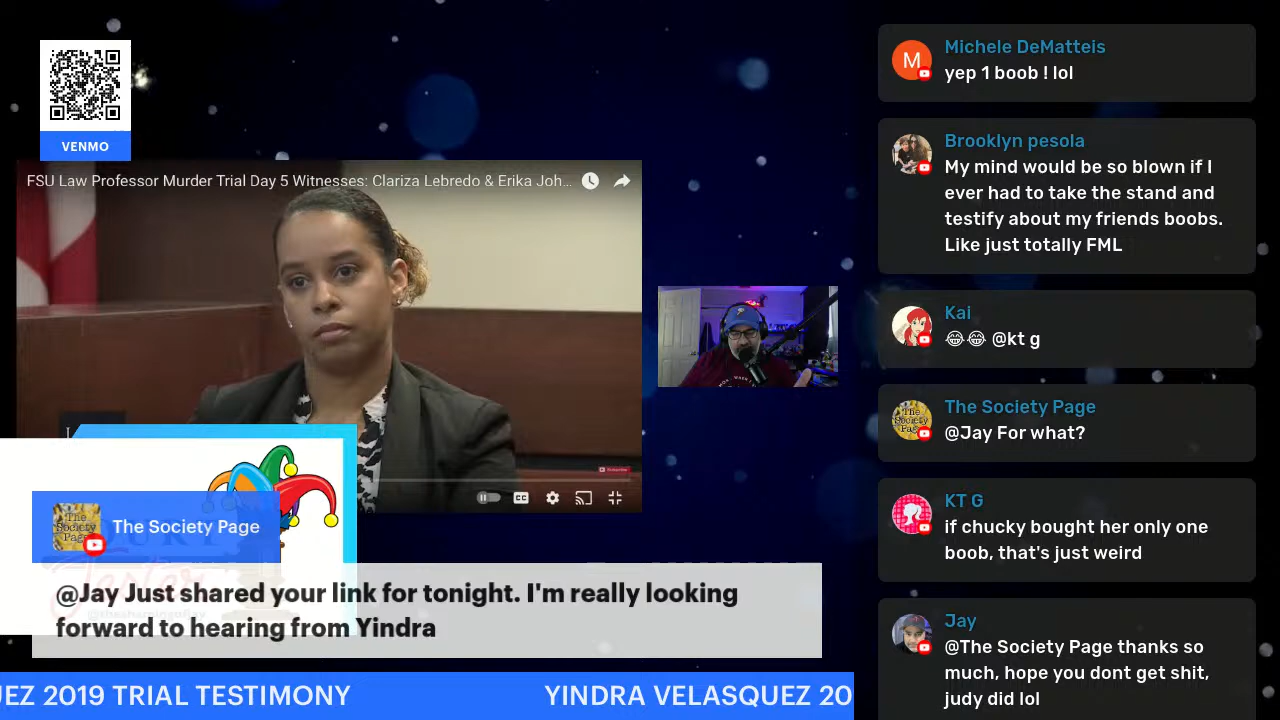 VENMO
FSU Law Professor Murder Trial Day 5 Witnesses: Clariza Lebredo & Erika Joh...
The Society Page
@Jay Just shared your link for tonight. I'm really looking
forward to hearing from Yindra
UEZ 2019 TRIAL TESTIMONY
YINDRA VELASQUEZ 20
Michele DeMatteis
yep 1 boob ! lol
Brooklyn pesola
My mind would be so blown if I
ever had to take the stand and
testify about my friends boobs.
Like just totally FML
Kai
😂😂 @kt g
The Society Page
@Jay For what?
KT G
if chucky bought her only one
boob, that's just weird
Jay
@The Society Page thanks so
much, hope you dont get shit,
judy did lol